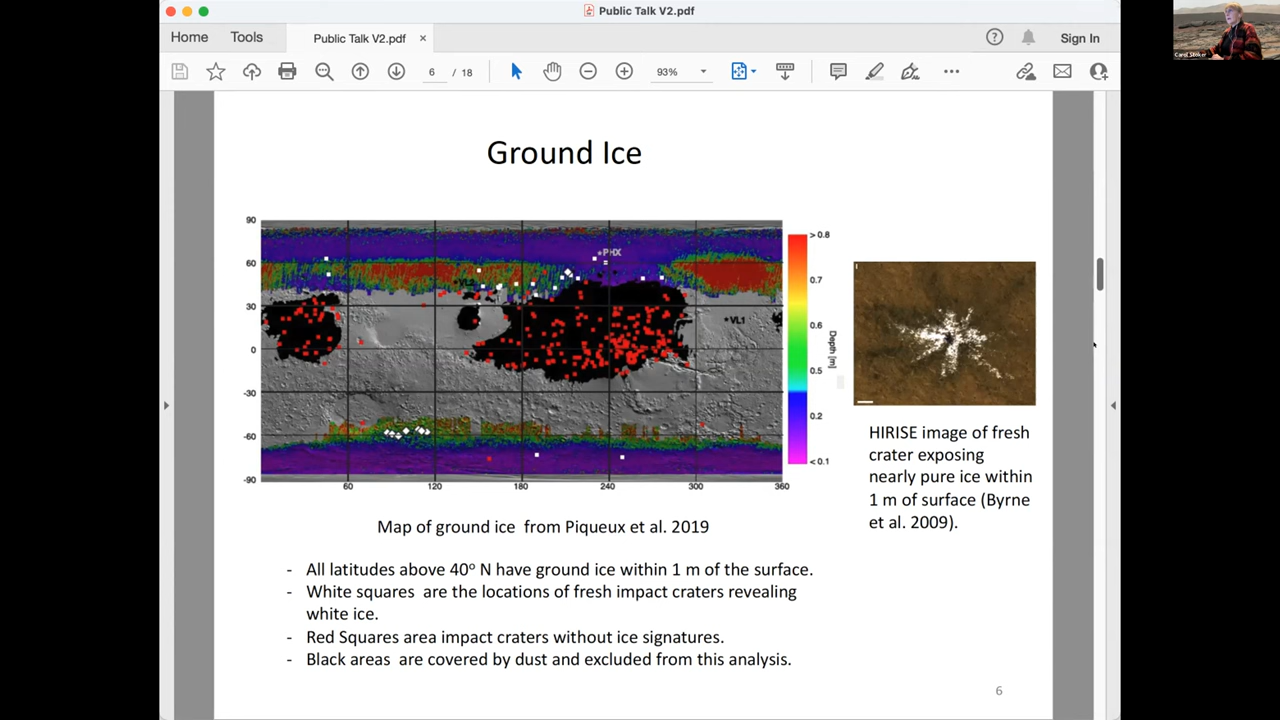 Public Talk V2.pdf
Home
Tools
Public Talk V2.pdf
Sign In
6
/ 18
93%
Carol Stoker
Ground Ice
90
60
30
0
-30
-60
-90
60
120
180
240
300
360
PHX
VL2
VL1
> 0.8
0.7
0.6
0.5
0.2
< 0.1
Depth [m]
HIRISE image of fresh
crater exposing
nearly pure ice within
1 m of surface (Byrne
et al. 2009).
Map of ground ice from Piqueux et al. 2019
- All latitudes above 40º N have ground ice within 1 m of the surface.
- White squares are the locations of fresh impact craters revealing
white ice.
- Red Squares area impact craters without ice signatures.
- Black areas are covered by dust and excluded from this analysis.
6